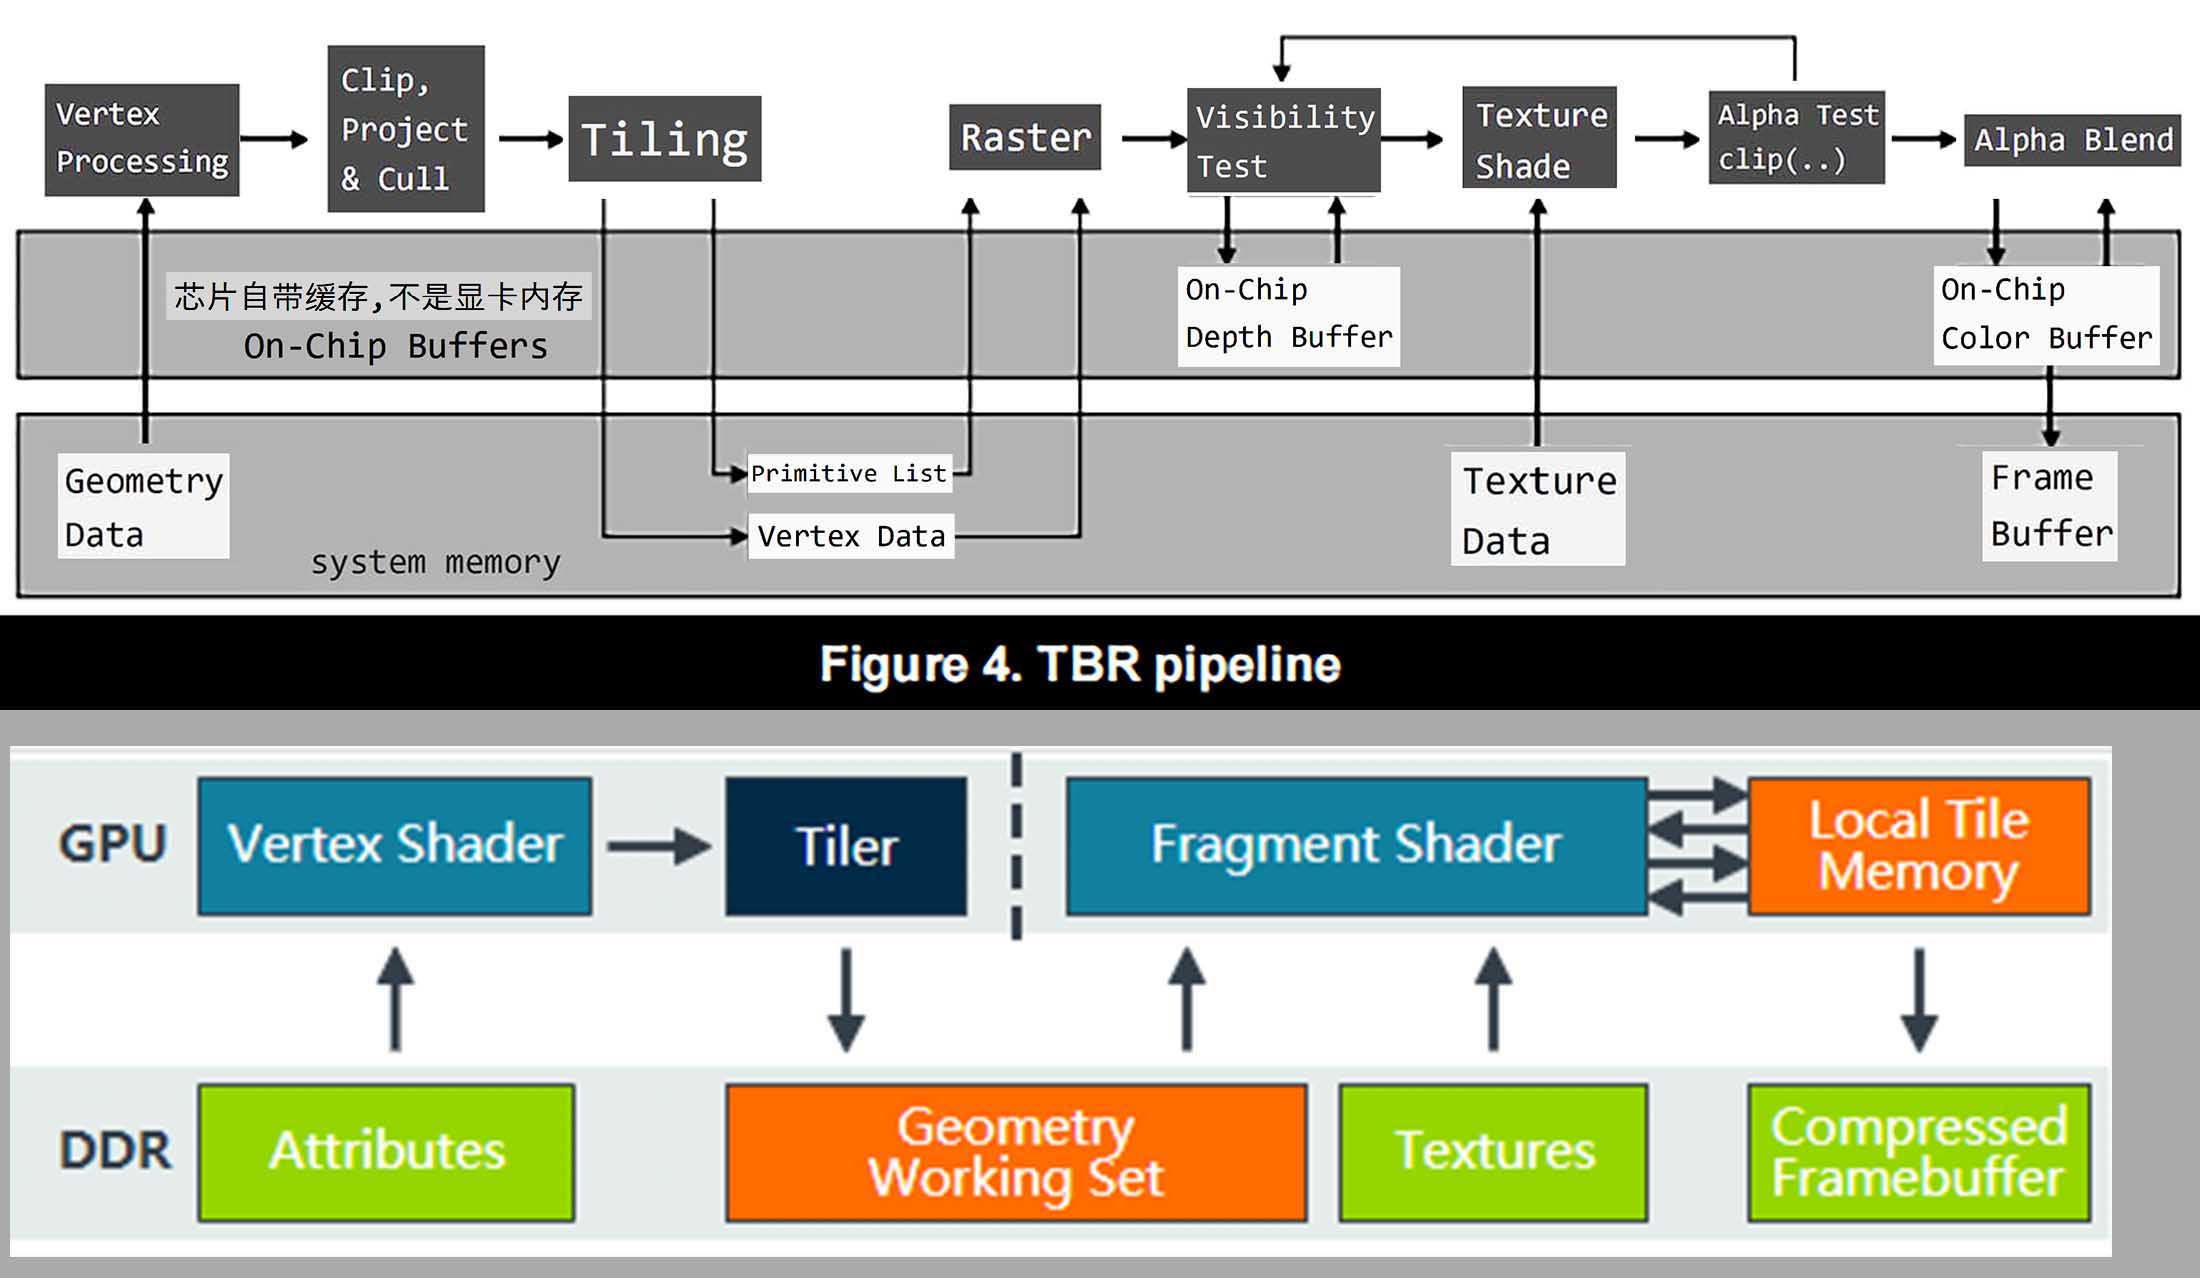 Vertex
Processing
Clip,
Project
& Cull
Tiling
Raster
Visibility
Test
Texture
Shade
Alpha Test
clip(..)
Alpha Blend
芯片自带缓存,不是显卡内存
On-Chip Buffers
On-Chip
Depth Buffer
On-Chip
Color Buffer
Geometry
Data
system memory
Primitive List
Vertex Data
Texture
Data
Frame
Buffer
Figure 4. TBR pipeline
GPU
Vertex Shader
Tiler
Fragment Shader
Local Tile
Memory
DDR
Attributes
Geometry
Working Set
Textures
Compressed
Framebuffer